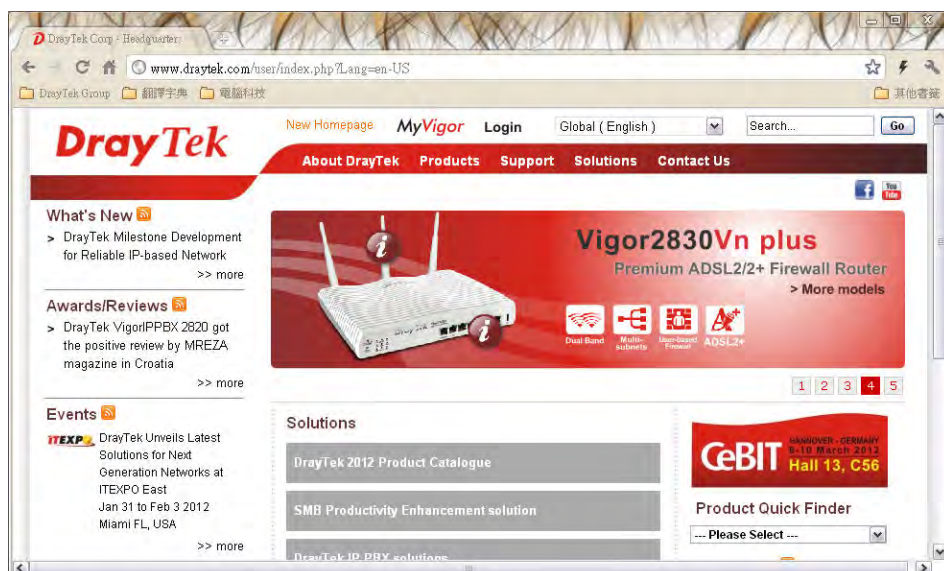 DrayTek Corp - Headquarter
www.draytek.com/user/index.php?Lang=en-US
DrayTek Group 翻譯字典 電腦科技 其他書籤
DrayTek
New Homepage MyVigor Login Global ( English ) Search... Go
About DrayTek Products Support Solutions Contact Us
You Tube
What's New
> DrayTek Milestone Development
for Reliable IP-based Network
>> more
Awards/Reviews
> DrayTek VigorIPPBX 2820 got
the positive review by MREZA
magazine in Croatia
>> more
Events
ITEXPO DrayTek Unveils Latest
Solutions for Next
Generation Networks at
ITEXPO East
Jan 31 to Feb 3 2012
Miami FL, USA
>> more
Vigor2830Vn plus
Premium ADSL2/2+ Firewall Router
> More models
Dual Band Multi-subnets User-based Firewall ADSL2+
1 2 3 4 5
Solutions
DrayTek 2012 Product Catalogue
SMB Productivity Enhancement solution
DrayTek IP PBX solutions
CeBIT
HANNOVER - GERMANY
6-10 March 2012
Hall 13, C56
Product Quick Finder
--- Please Select ---